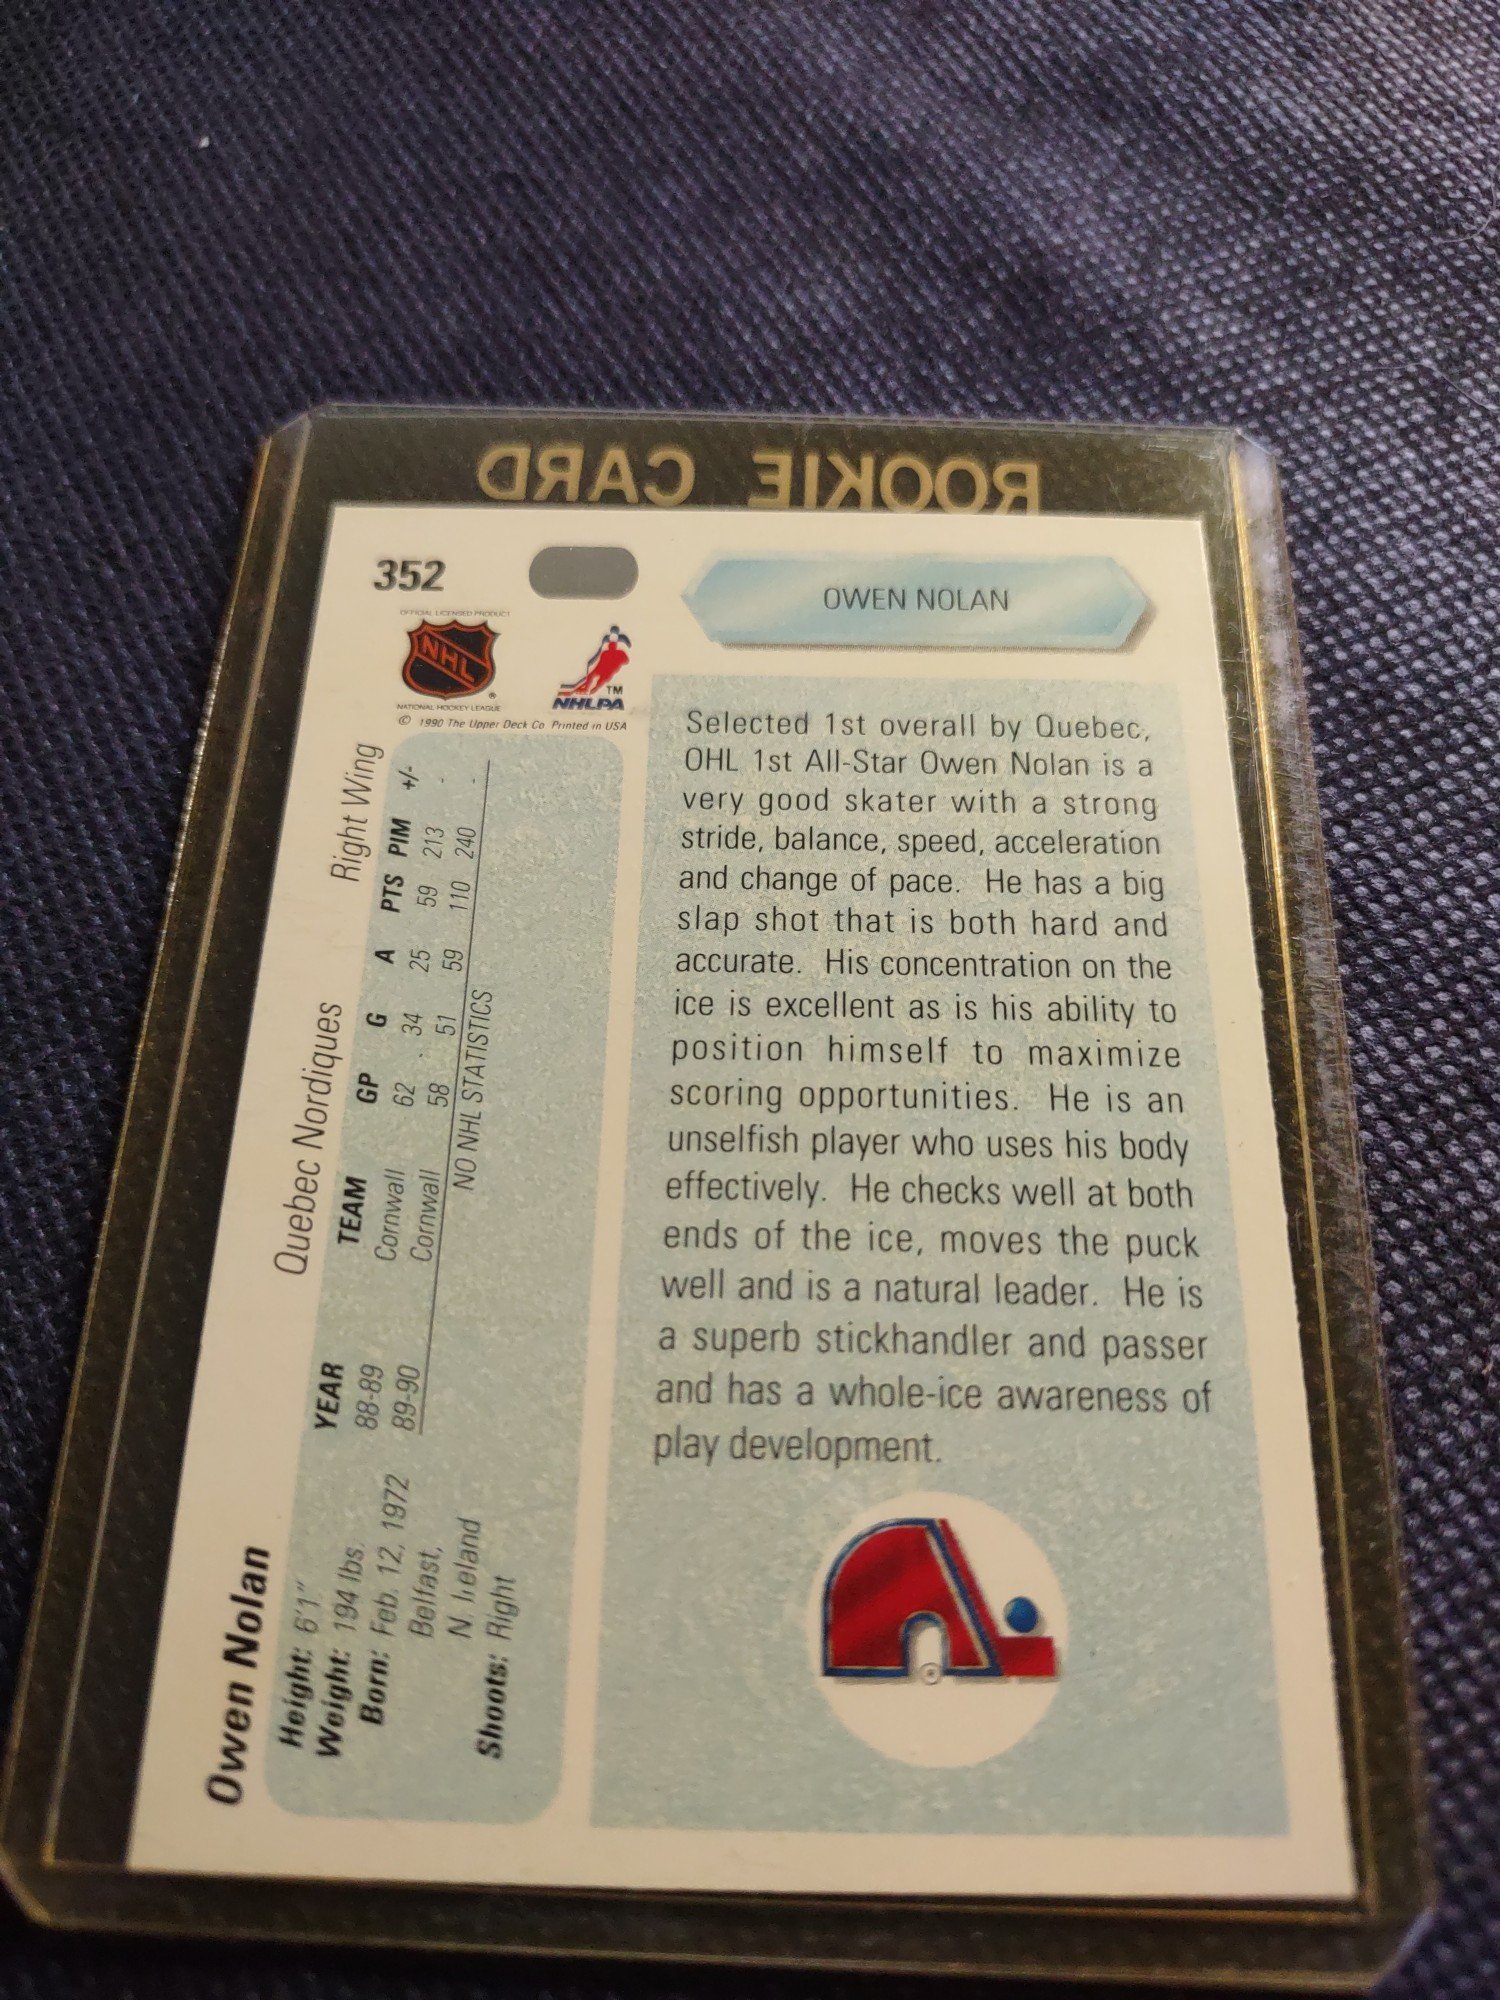 ROOKIE CARD
352
OWEN NOLAN
OFFICIAL LICENSED PRODUCT
NHL
®
NATIONAL HOCKEY LEAGUE
TM
NHLPA
© 1990 The Upper Deck Co. Printed in USA
Selected 1st overall by Quebec,
OHL 1st All-Star Owen Nolan is a
very good skater with a strong
stride, balance, speed, acceleration
and change of pace. He has a big
slap shot that is both hard and
accurate. His concentration on the
ice is excellent as is his ability to
position himself to maximize
scoring opportunities. He is an
unselfish player who uses his body
effectively. He checks well at both
ends of the ice, moves the puck
well and is a natural leader. He is
a superb stickhandler and passer
and has a whole-ice awareness of
play development.
Owen Nolan Quebec Nordiques Right Wing
Height: 6'1"
Weight: 194 lbs.
Born: Feb. 12, 1972
Belfast,
N. Ireland
Shoots: Right
YEAR TEAM GP G A PTS PIM +/-
88-89 Cornwall 62 34 25 59 213 -
89-90 Cornwall 58 51 59 110 240 -
NO NHL STATISTICS